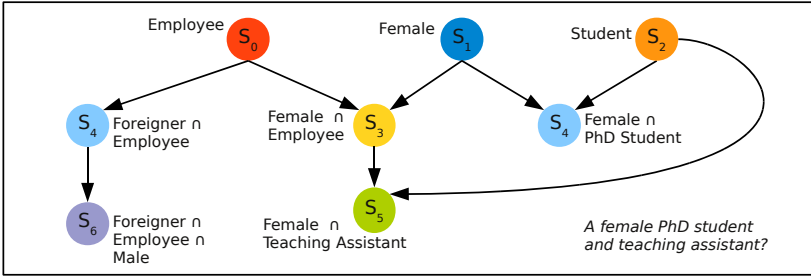 Employee
S0
Female
S1
Student
S2
S4
Foreigner ∩
Employee
Female ∩
Employee
S3
S4
Female ∩
PhD Student
S6
Foreigner ∩
Employee ∩
Male
Female ∩
Teaching Assistant
S5
A female PhD student
and teaching assistant?